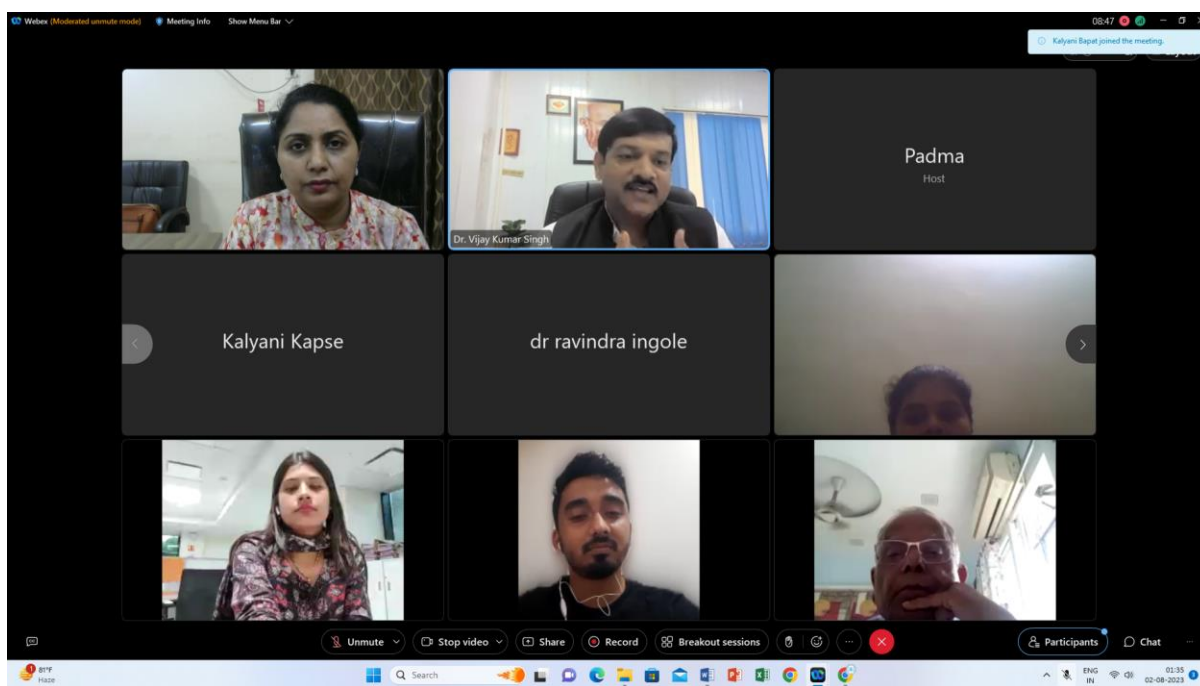 Webex (Moderated unmute mode) Meeting Info Show Menu Bar 08:47
Kalyani Bapat joined the meeting.
Dr. Vijay Kumar Singh
Padma
Host
Kalyani Kapse
dr ravindra ingole
Unmute Stop video Share Record Breakout sessions Participants Chat
1
81°F
Haze
Search
ENG
IN
01:35
02-08-2023